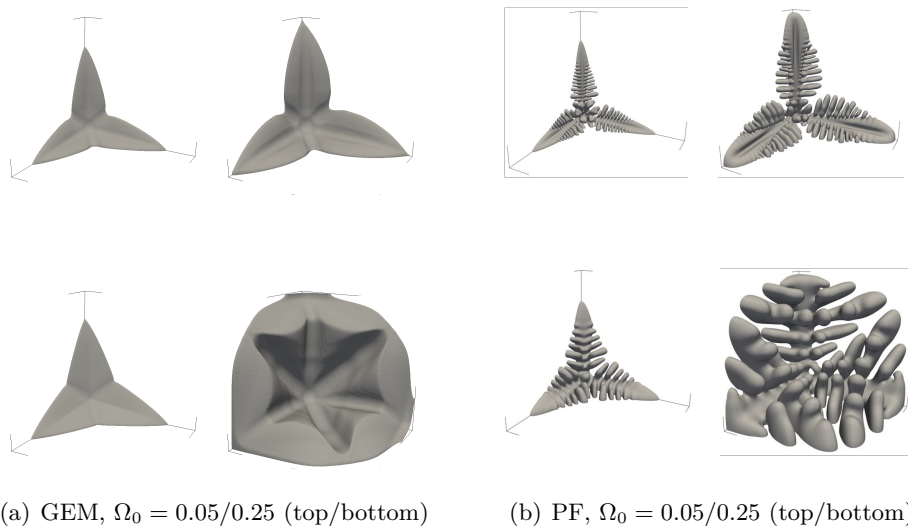 (a) GEM, Ω₀ = 0.05/0.25 (top/bottom)
(b) PF, Ω₀ = 0.05/0.25 (top/bottom)